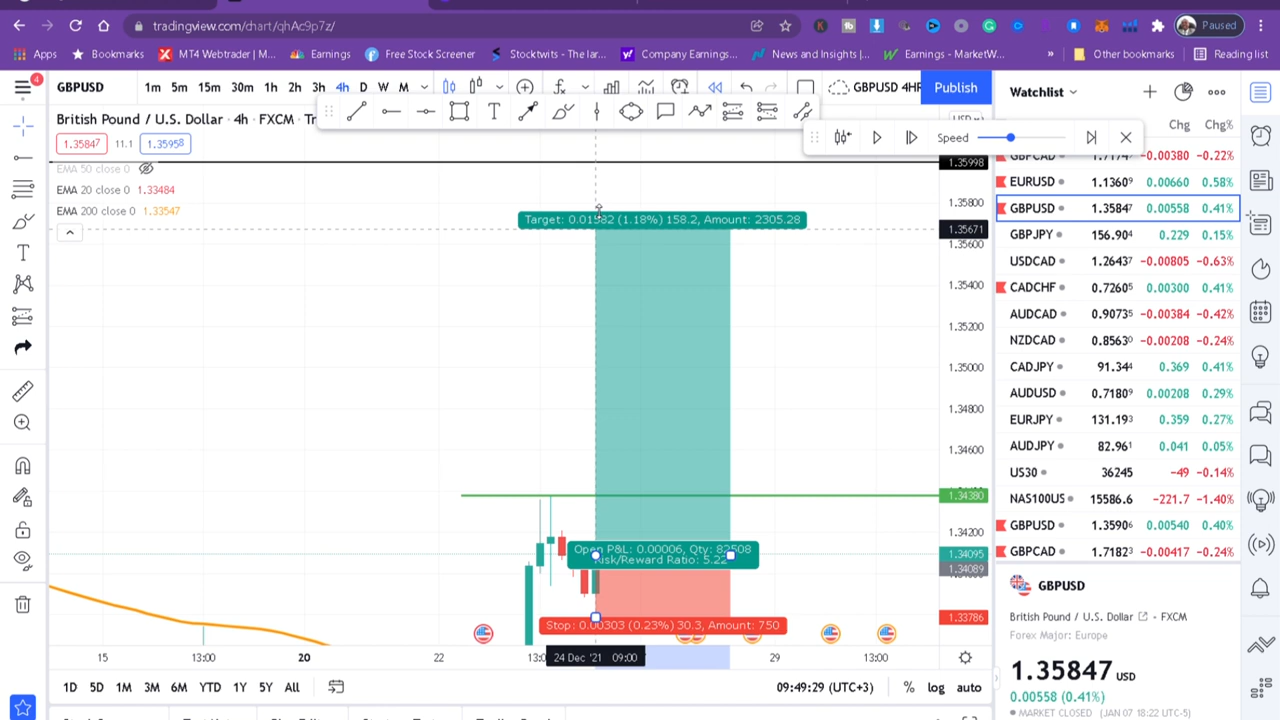 tradingview.com/chart/qhAc9p7z/
Paused
Apps
Bookmarks
MT4 Webtrader | M...
Earnings
Free Stock Screener
Stocktwits - The lar...
Company Earnings...
News and Insights |...
Earnings - MarketW...
»
Other bookmarks
Reading list
4
GBPUSD
1m 5m 15m 30m 1h 2h 3h 4h D W M
GBPUSD 4HR
Publish
Watchlist
British Pound / U.S. Dollar • 4h • FXCM • Tr
Speed
Chg Chg%
1.35847 11.1 1.35958
EMA 50 close 0
EMA 20 close 0 1.33484
EMA 200 close 0 1.33547
Target: 0.01582 (1.18%) 158.2, Amount: 2305.28
Open P&L: 0.00006, Qty: 82508
Risk/Reward Ratio: 5.22
Stop: 0.00303 (0.23%) 30.3, Amount: 750
1.35998
1.35800
1.35671
1.35600
1.35400
1.35200
1.35000
1.34800
1.34600
1.34380
1.34200
1.34095
1.34089
1.33786
15 13:00 20 22 24 Dec '21 09:00 29 13:00
1D 5D 1M 3M 6M YTD 1Y 5Y All
09:49:29 (UTC+3) % log auto
GBPCAD 1.7174⁷ −0.00380 −0.22%
EURUSD 1.1360⁹ 0.00660 0.58%
GBPUSD 1.3584⁷ 0.00558 0.41%
GBPJPY 156.90⁴ 0.229 0.15%
USDCAD 1.2643⁷ −0.00805 −0.63%
CADCHF 0.7260⁵ 0.00300 0.41%
AUDCAD 0.9073⁵ −0.00384 −0.42%
NZDCAD 0.8563⁰ −0.00208 −0.24%
CADJPY 91.34⁴ 0.369 0.41%
AUDUSD 0.7180⁹ 0.00208 0.29%
EURJPY 131.19³ 0.359 0.27%
AUDJPY 82.96¹ 0.041 0.05%
US30 36245 −49 −0.14%
NAS100US 15586.6 −221.7 −1.40%
GBPUSD 1.3590⁶ 0.00540 0.40%
GBPCAD 1.7182³ −0.00417 −0.24%
GBPUSD
British Pound / U.S. Dollar • FXCM
Forex Major: Europe
1.35847 USD
0.00558 (0.41%)
MARKET CLOSED (JAN 07 18:22 UTC-5)